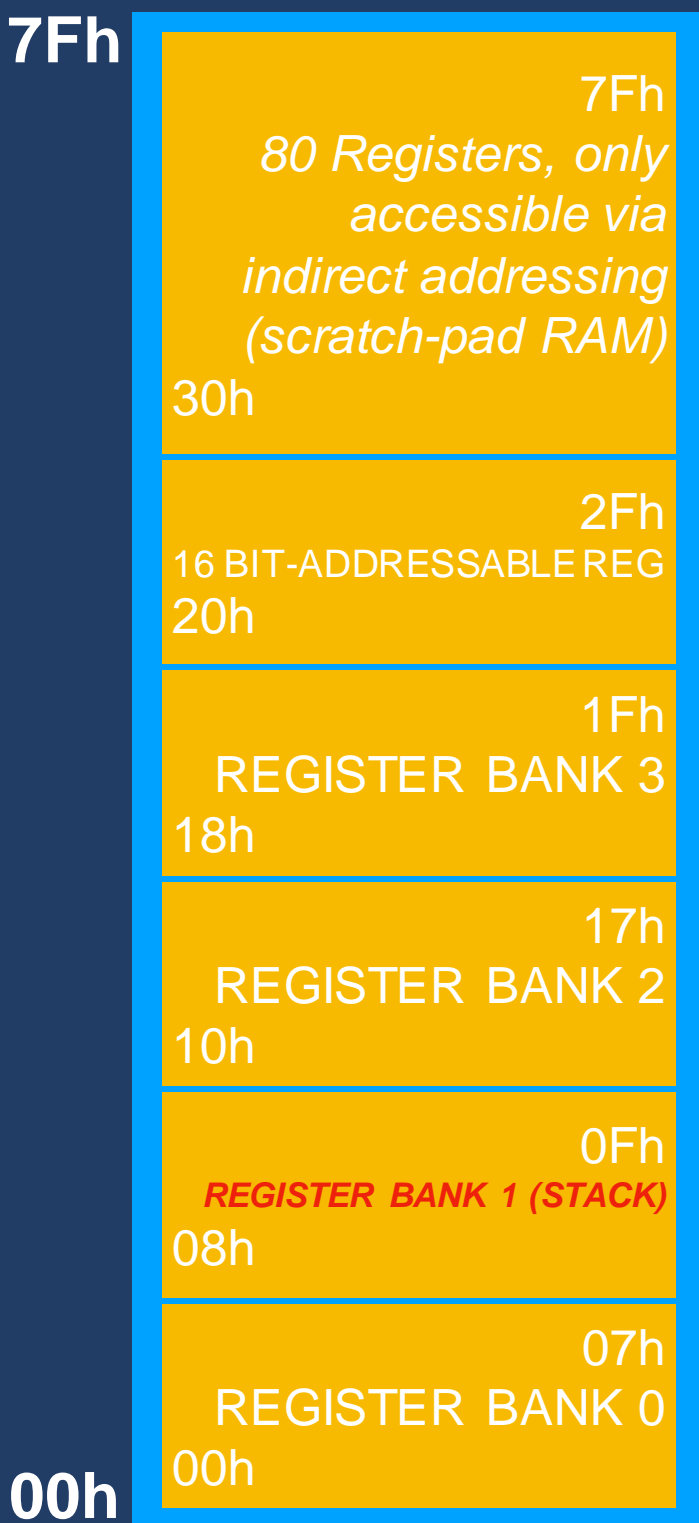 7Fh
7Fh
80 Registers, only
accessible via
indirect addressing
(scratch-pad RAM)
30h
2Fh
16 BIT-ADDRESSABLE REG
20h
1Fh
REGISTER BANK 3
18h
17h
REGISTER BANK 2
10h
0Fh
REGISTER BANK 1 (STACK)
08h
07h
REGISTER BANK 0
00h
00h